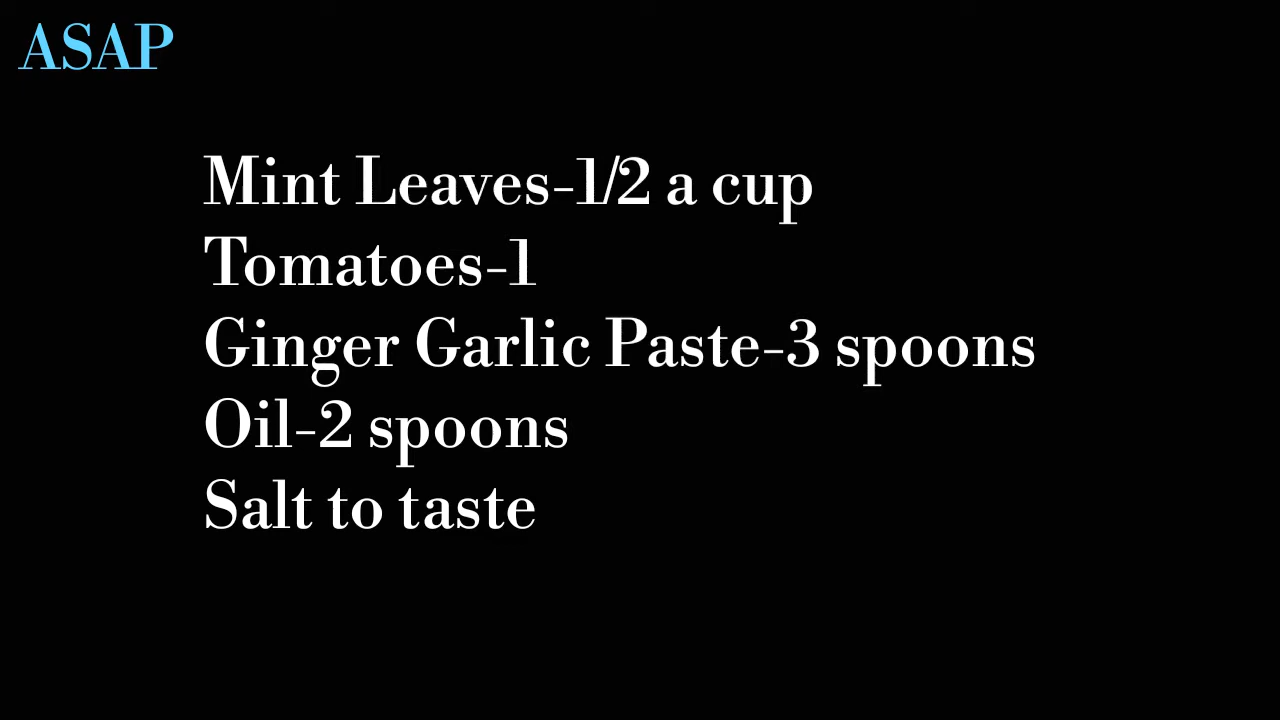 ASAP
Mint Leaves-1/2 a cup
Tomatoes-1
Ginger Garlic Paste-3 spoons
Oil-2 spoons
Salt to taste